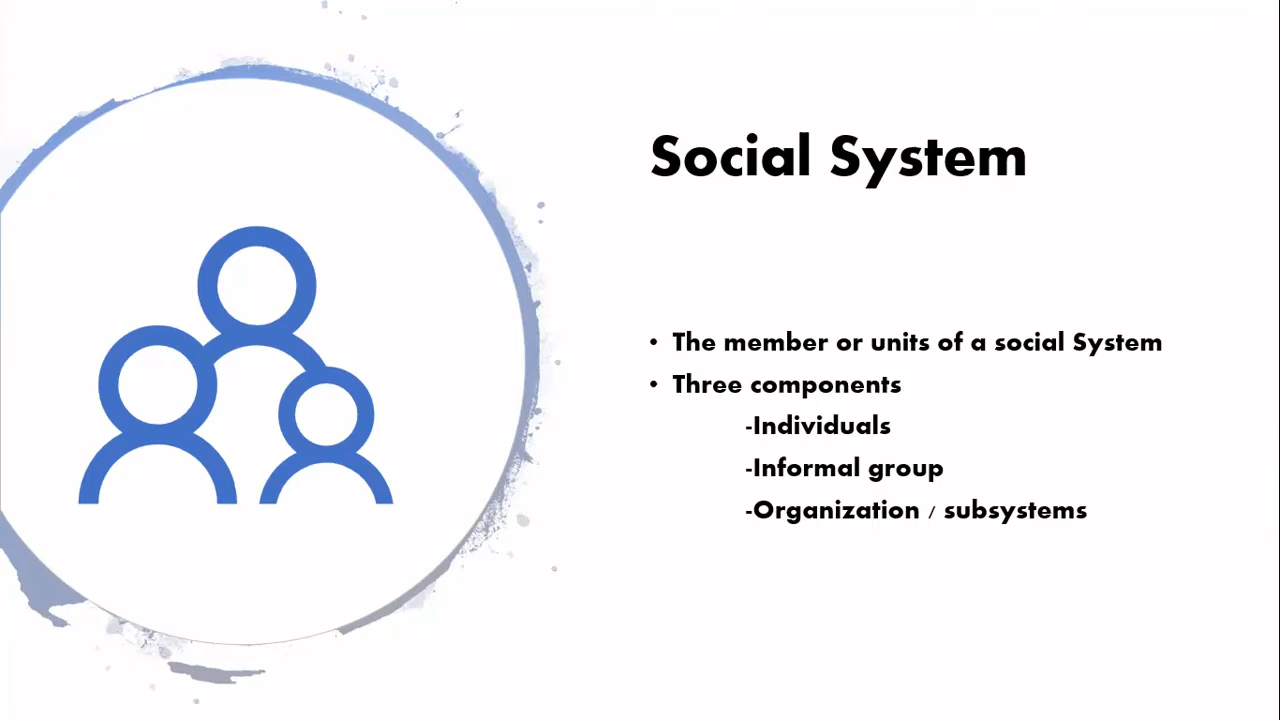 Social System
• The member or units of a social System
• Three components
-Individuals
-Informal group
-Organization / subsystems